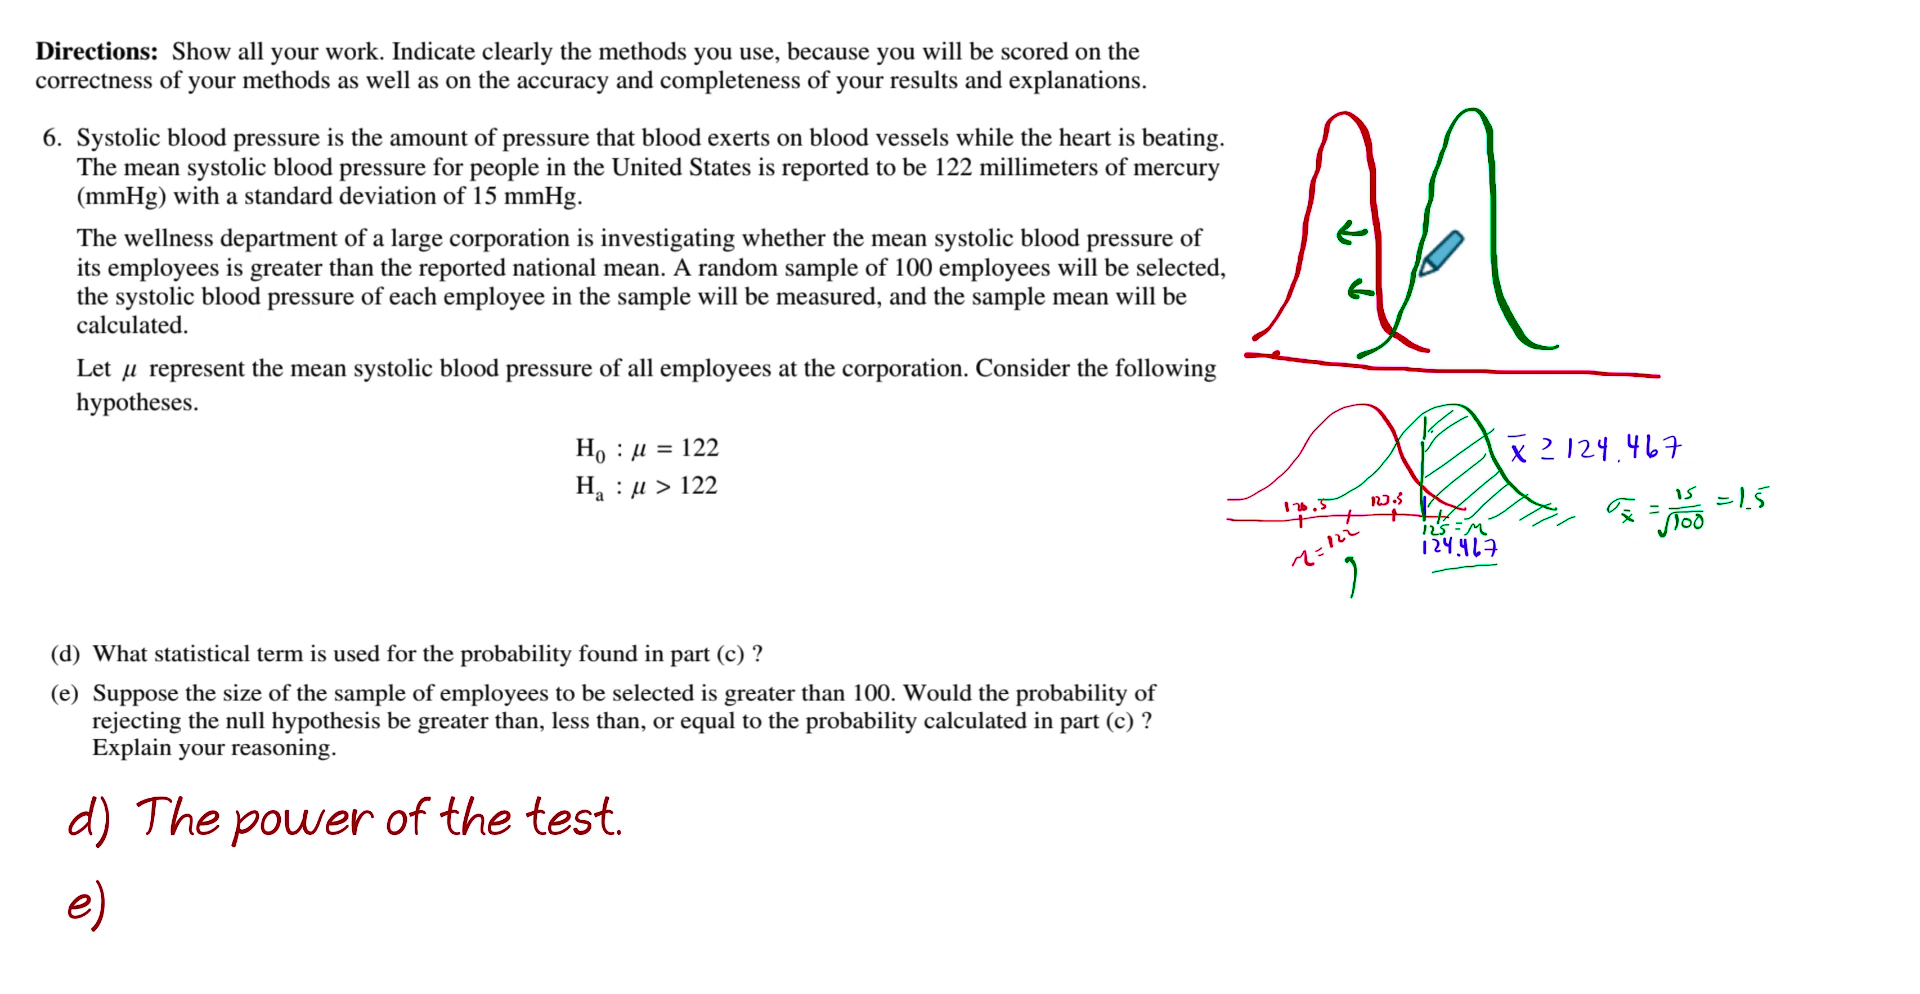 Directions: Show all your work. Indicate clearly the methods you use, because you will be scored on the
correctness of your methods as well as on the accuracy and completeness of your results and explanations.
6. Systolic blood pressure is the amount of pressure that blood exerts on blood vessels while the heart is beating.
The mean systolic blood pressure for people in the United States is reported to be 122 millimeters of mercury
(mmHg) with a standard deviation of 15 mmHg.
The wellness department of a large corporation is investigating whether the mean systolic blood pressure of
its employees is greater than the reported national mean. A random sample of 100 employees will be selected,
the systolic blood pressure of each employee in the sample will be measured, and the sample mean will be
calculated.
Let μ represent the mean systolic blood pressure of all employees at the corporation. Consider the following
hypotheses.
H₀ : μ = 122
Hₐ : μ > 122
x̄ ≥ 124.467
σx̄ = 15/√100 = 1.5
120.5
123.5
μ = 122
125 = μ
124.467
(d) What statistical term is used for the probability found in part (c) ?
(e) Suppose the size of the sample of employees to be selected is greater than 100. Would the probability of
rejecting the null hypothesis be greater than, less than, or equal to the probability calculated in part (c) ?
Explain your reasoning.
d) The power of the test.
e)